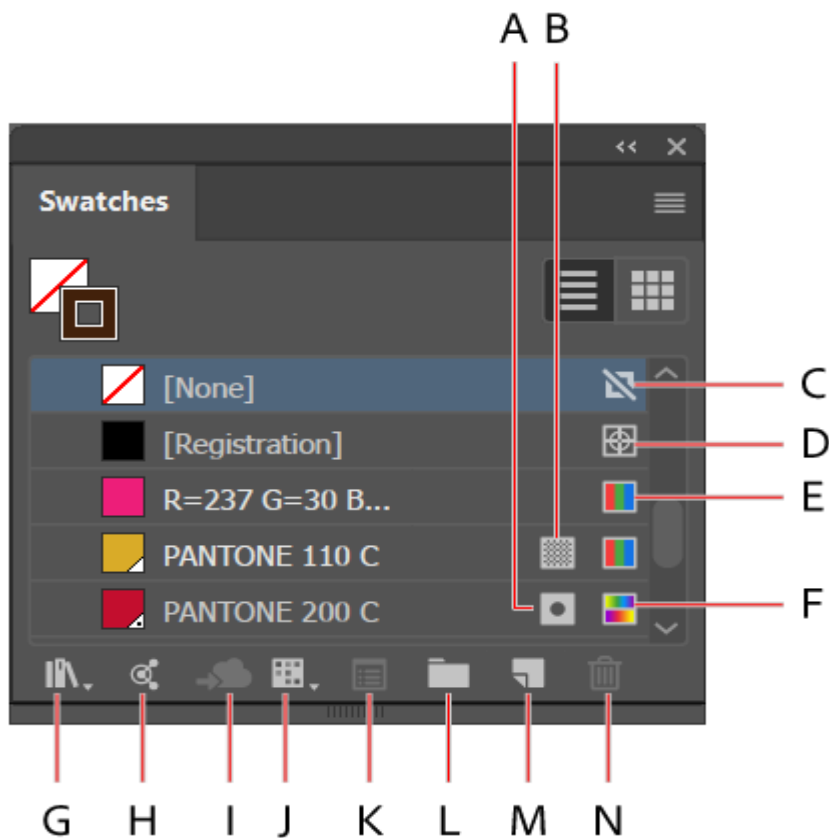 A B
Swatches
[None]
C
[Registration]
D
R=237 G=30 B...
E
PANTONE 110 C
PANTONE 200 C
F
G H I J K L M N